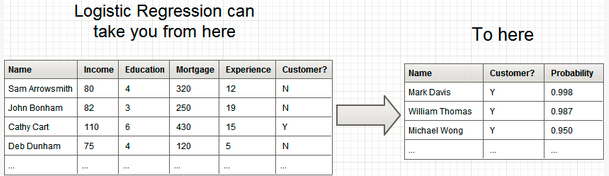 Logistic Regression can
take you from here
Name Income Education Mortgage Experience Customer?
Sam Arrowsmith 80 4 320 12 N
John Bonham 82 3 250 19 N
Cathy Cart 110 6 430 15 Y
Deb Dunham 75 4 120 5 N
... ... ... ... ... ...
To here
Name Customer? Probability
Mark Davis Y 0.998
William Thomas Y 0.987
Michael Wong Y 0.950
... ... ...